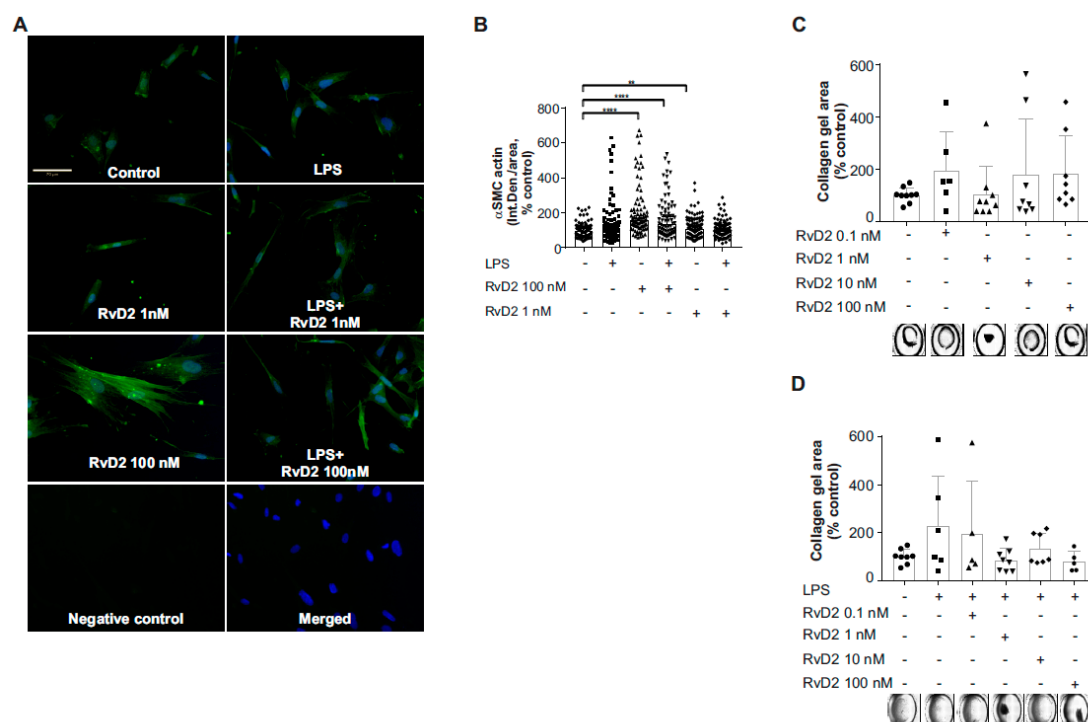 A
Control
LPS
RvD2 1nM
LPS+
RvD2 1nM
RvD2 100 nM
LPS+
RvD2 100nM
Negative control
Merged
B
αSMC actin
(Int.Den./area,
% control)
800
600
400
200
0
**
****
****
LPS - + - + - +
RvD2 100 nM - - + + - -
RvD2 1 nM - - - - + +
C
Collagen gel area
(% control)
600
400
200
0
RvD2 0.1 nM - + - - -
RvD2 1 nM - - + - -
RvD2 10 nM - - - + -
RvD2 100 nM - - - - +
D
Collagen gel area
(% control)
600
400
200
0
LPS - + + + + +
RvD2 0.1 nM - - + - - -
RvD2 1 nM - - - + - -
RvD2 10 nM - - - - + -
RvD2 100 nM - - - - - +